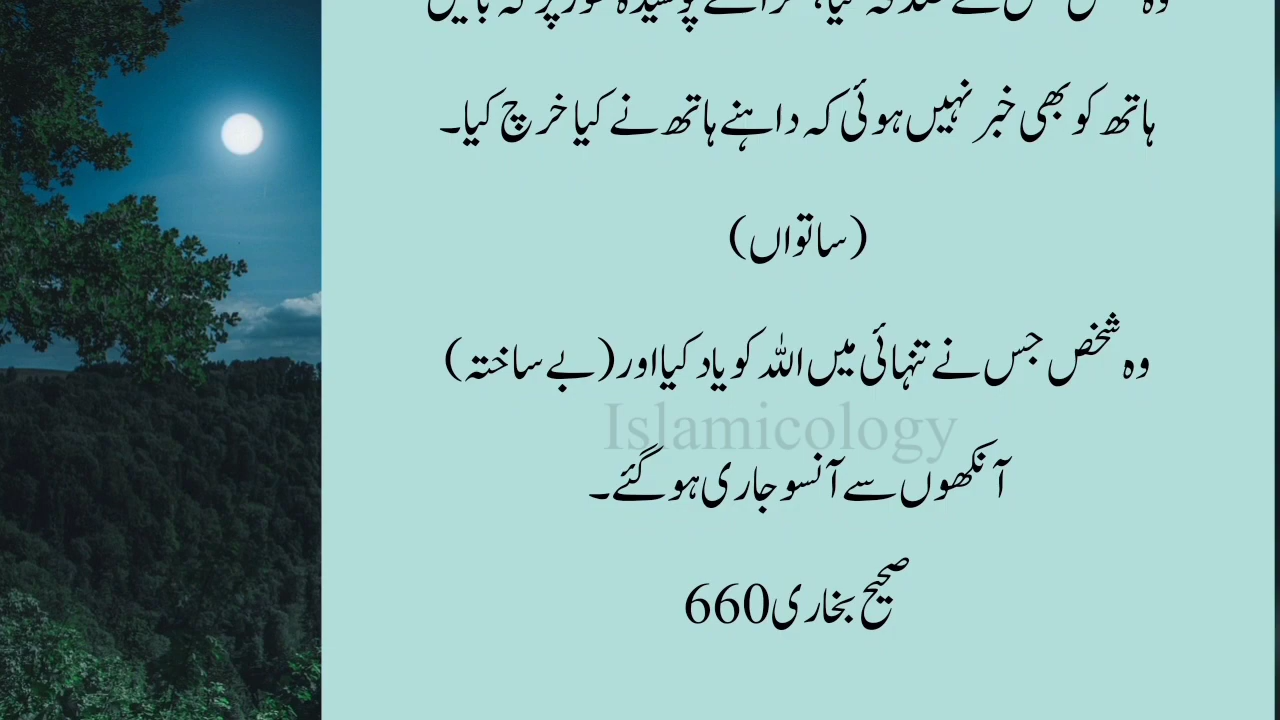 ہاتھ کو بھی خبر نہیں ہوئی کہ داہنے ہاتھ نے کیا خرچ کیا۔
(ساتواں)
وہ شخص جس نے تنہائی میں اللہ کو یاد کیا اور (بے ساختہ)
Islamicology
آنکھوں سے آنسو جاری ہو گئے۔
صحیح بخاری 660